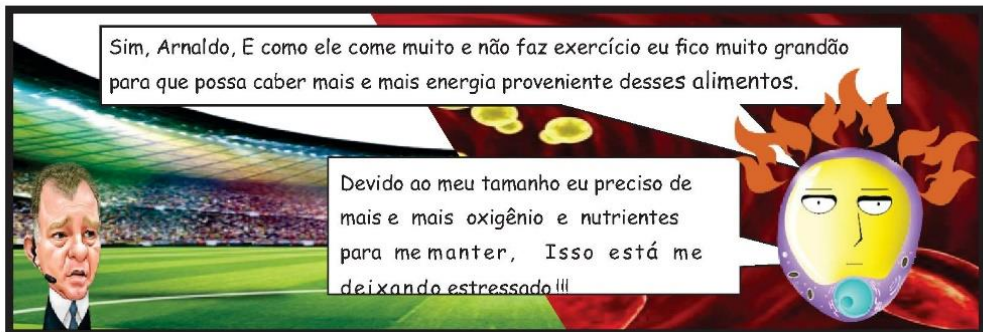 Sim, Arnaldo, E como ele come muito e não faz exercício eu fico muito grandão
para que possa caber mais e mais energia proveniente desses alimentos.
Devido ao meu tamanho eu preciso de
mais e mais oxigênio e nutrientes
para me manter, Isso está me
deixando estressado !!!